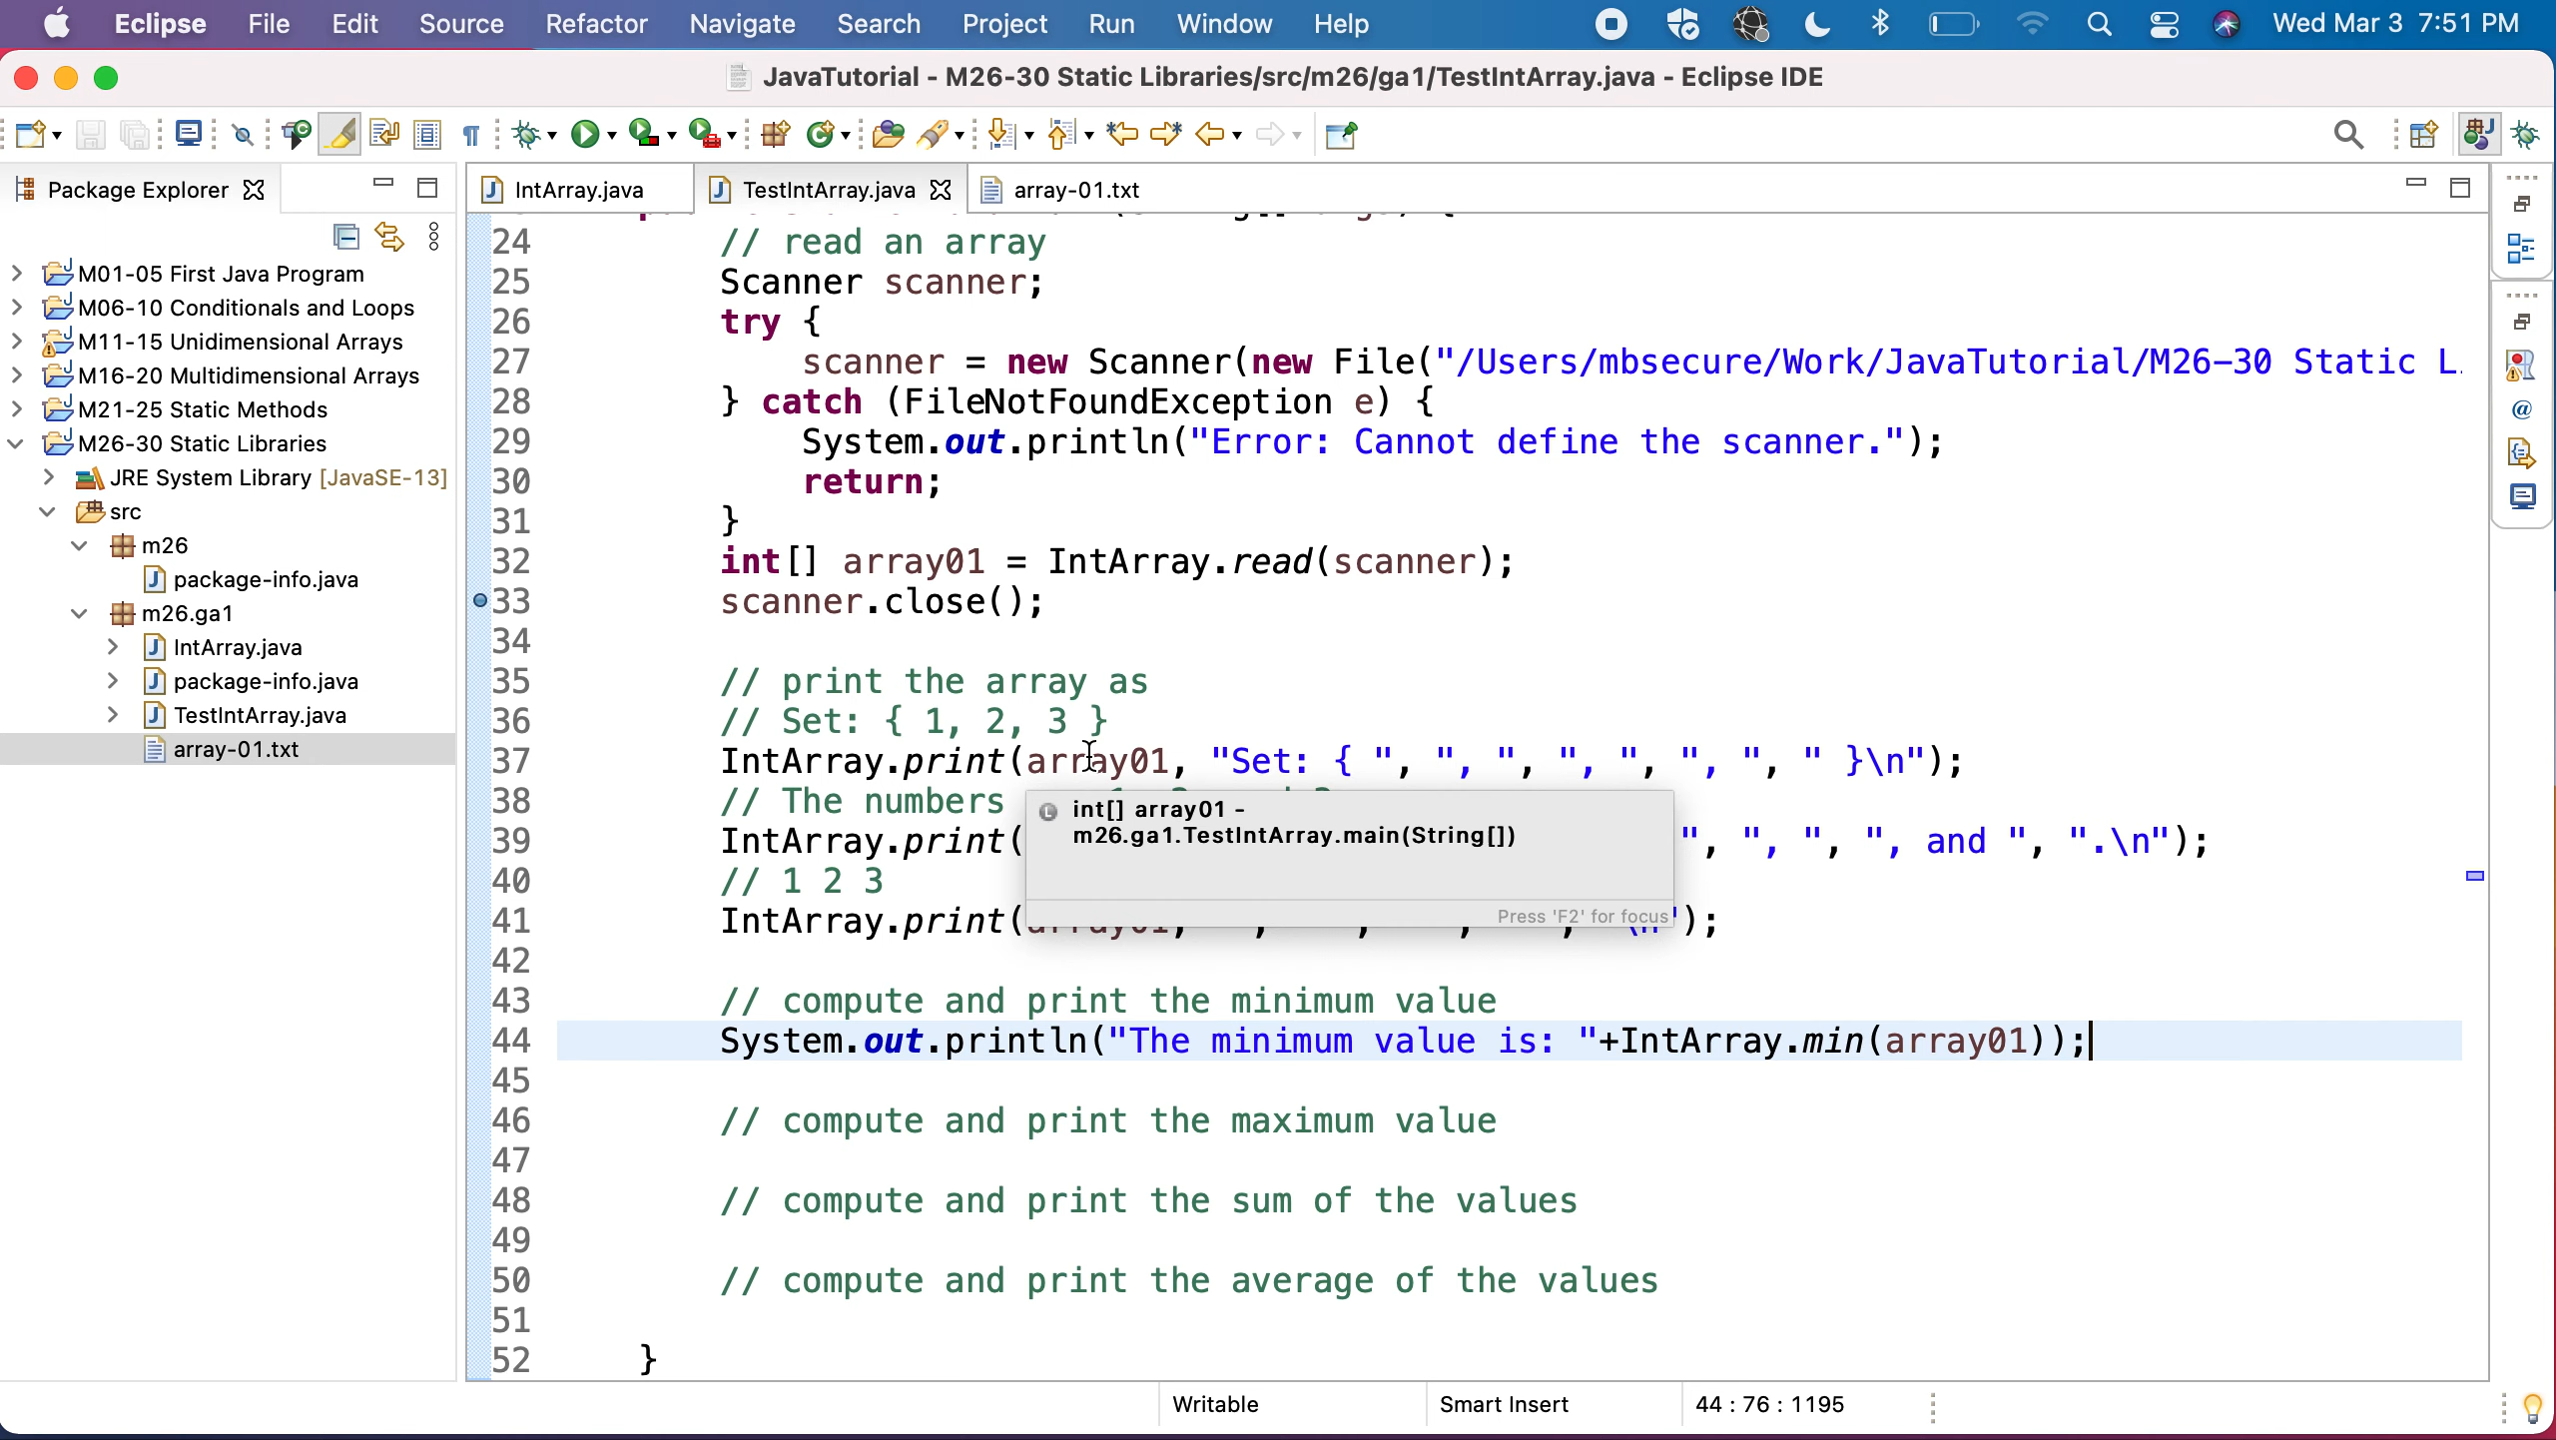 Eclipse File Edit Source Refactor Navigate Search Project Run Window Help Wed Mar 3 7:51 PM
JavaTutorial - M26-30 Static Libraries/src/m26/ga1/TestIntArray.java - Eclipse IDE
Package Explorer
M01-05 First Java Program
M06-10 Conditionals and Loops
M11-15 Unidimensional Arrays
M16-20 Multidimensional Arrays
M21-25 Static Methods
M26-30 Static Libraries
JRE System Library [JavaSE-13]
src
m26
package-info.java
m26.ga1
IntArray.java
package-info.java
TestIntArray.java
array-01.txt
IntArray.java TestIntArray.java array-01.txt
24 // read an array
25 Scanner scanner;
26 try {
27 scanner = new Scanner(new File("/Users/mbsecure/Work/JavaTutorial/M26-30 Static L
28 } catch (FileNotFoundException e) {
29 System.out.println("Error: Cannot define the scanner.");
30 return;
31 }
32 int[] array01 = IntArray.read(scanner);
33 scanner.close();
34
35 // print the array as
36 // Set: { 1, 2, 3 }
37 IntArray.print(array01, "Set: { ", ", ", ", ", ", ", " }\n");
38 // The numbers
39 IntArray.print( ", ", ", ", and ", ".\n");
40 // 1 2 3
41 IntArray.print( );
42
43 // compute and print the minimum value
44 System.out.println("The minimum value is: "+IntArray.min(array01));
45
46 // compute and print the maximum value
47
48 // compute and print the sum of the values
49
50 // compute and print the average of the values
51
52 }
int[] array01 -
m26.ga1.TestIntArray.main(String[])
Press 'F2' for focus
Writable Smart Insert 44 : 76 : 1195